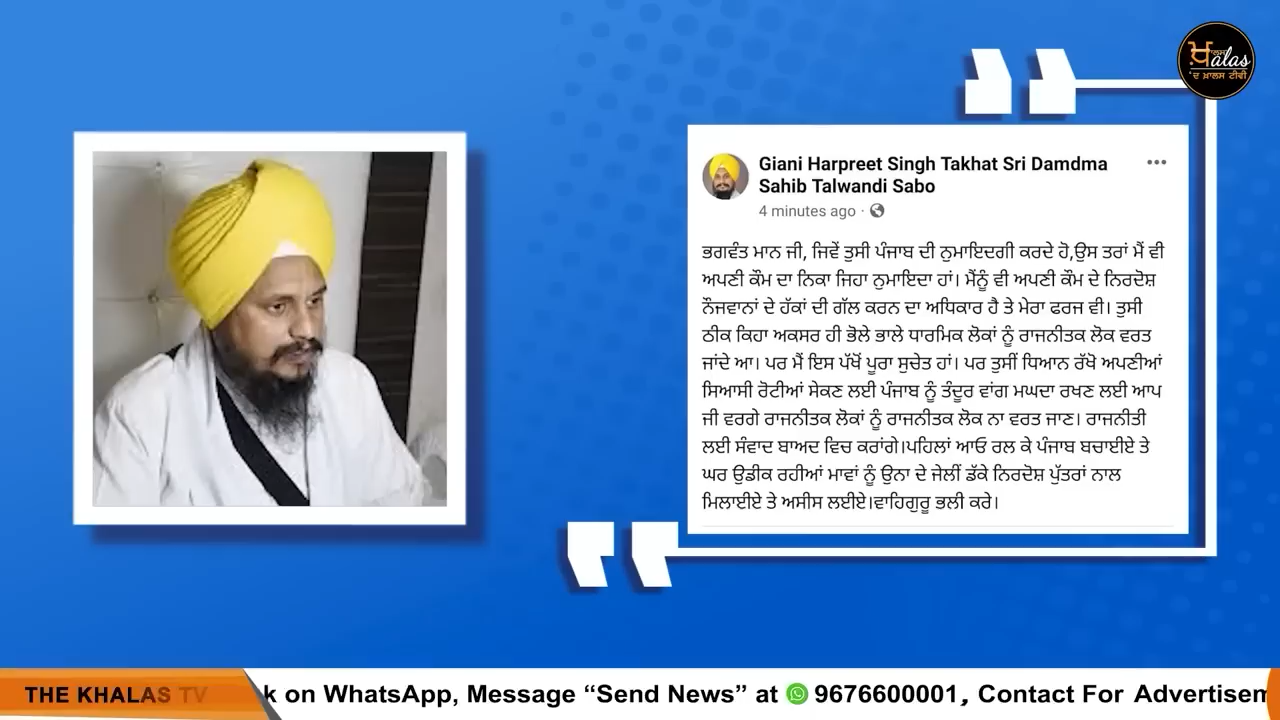 ਖ਼ਾਲਸ
alas
'ਦ ਖ਼ਾਲਸ ਟੀਵੀ
Giani Harpreet Singh Takhat Sri Damdma
Sahib Talwandi Sabo
4 minutes ago ·
ਭਗਵੰਤ ਮਾਨ ਜੀ, ਜਿਵੇਂ ਤੁਸੀ ਪੰਜਾਬ ਦੀ ਨੁਮਾਇਦਗੀ ਕਰਦੇ ਹੋ,ਉਸ ਤਰਾਂ ਮੈਂ ਵੀ
ਅਪਣੀ ਕੌਮ ਦਾ ਨਿਕਾ ਜਿਹਾ ਨੁਮਾਇਦਾ ਹਾਂ। ਮੈਂਨੂੰ ਵੀ ਅਪਣੀ ਕੌਮ ਦੇ ਨਿਰਦੋਸ਼
ਨੌਜਵਾਨਾਂ ਦੇ ਹੱਕਾਂ ਦੀ ਗੱਲ ਕਰਨ ਦਾ ਅਧਿਕਾਰ ਹੈ ਤੇ ਮੇਰਾ ਫਰਜ ਵੀ। ਤੁਸੀ
ਠੀਕ ਕਿਹਾ ਅਕਸਰ ਹੀ ਭੋਲੇ ਭਾਲੇ ਧਾਰਮਿਕ ਲੋਕਾਂ ਨੂੰ ਰਾਜਨੀਤਕ ਲੋਕ ਵਰਤ
ਜਾਂਦੇ ਆ। ਪਰ ਮੈਂ ਇਸ ਪੱਖੋਂ ਪੂਰਾ ਸੁਚੇਤ ਹਾਂ। ਪਰ ਤੁਸੀਂ ਧਿਆਨ ਰੱਖੋ ਅਪਣੀਆਂ
ਸਿਆਸੀ ਰੋਟੀਆਂ ਸੇਕਣ ਲਈ ਪੰਜਾਬ ਨੂੰ ਤੰਦੂਰ ਵਾਂਗ ਮਘਦਾ ਰਖਣ ਲਈ ਆਪ
ਜੀ ਵਰਗੇ ਰਾਜਨੀਤਕ ਲੋਕਾਂ ਨੂੰ ਰਾਜਨੀਤਕ ਲੋਕ ਨਾ ਵਰਤ ਜਾਣ। ਰਾਜਨੀਤੀ
ਲਈ ਸੰਵਾਦ ਬਾਅਦ ਵਿਚ ਕਰਾਂਗੇ।ਪਹਿਲਾਂ ਆਓ ਰਲ ਕੇ ਪੰਜਾਬ ਬਚਾਈਏ ਤੇ
ਘਰ ਉਡੀਕ ਰਹੀਆਂ ਮਾਵਾਂ ਨੂੰ ਉਨਾ ਦੇ ਜੇਲੀਂ ਡੱਕੇ ਨਿਰਦੋਸ਼ ਪੁੱਤਰਾਂ ਨਾਲ
ਮਿਲਾਈਏ ਤੇ ਅਸੀਸ ਲਈਏ।ਵਾਹਿਗੁਰੂ ਭਲੀ ਕਰੇ।
THE KHALAS TV
k on WhatsApp, Message “Send News” at 9676600001, Contact For Advertisem